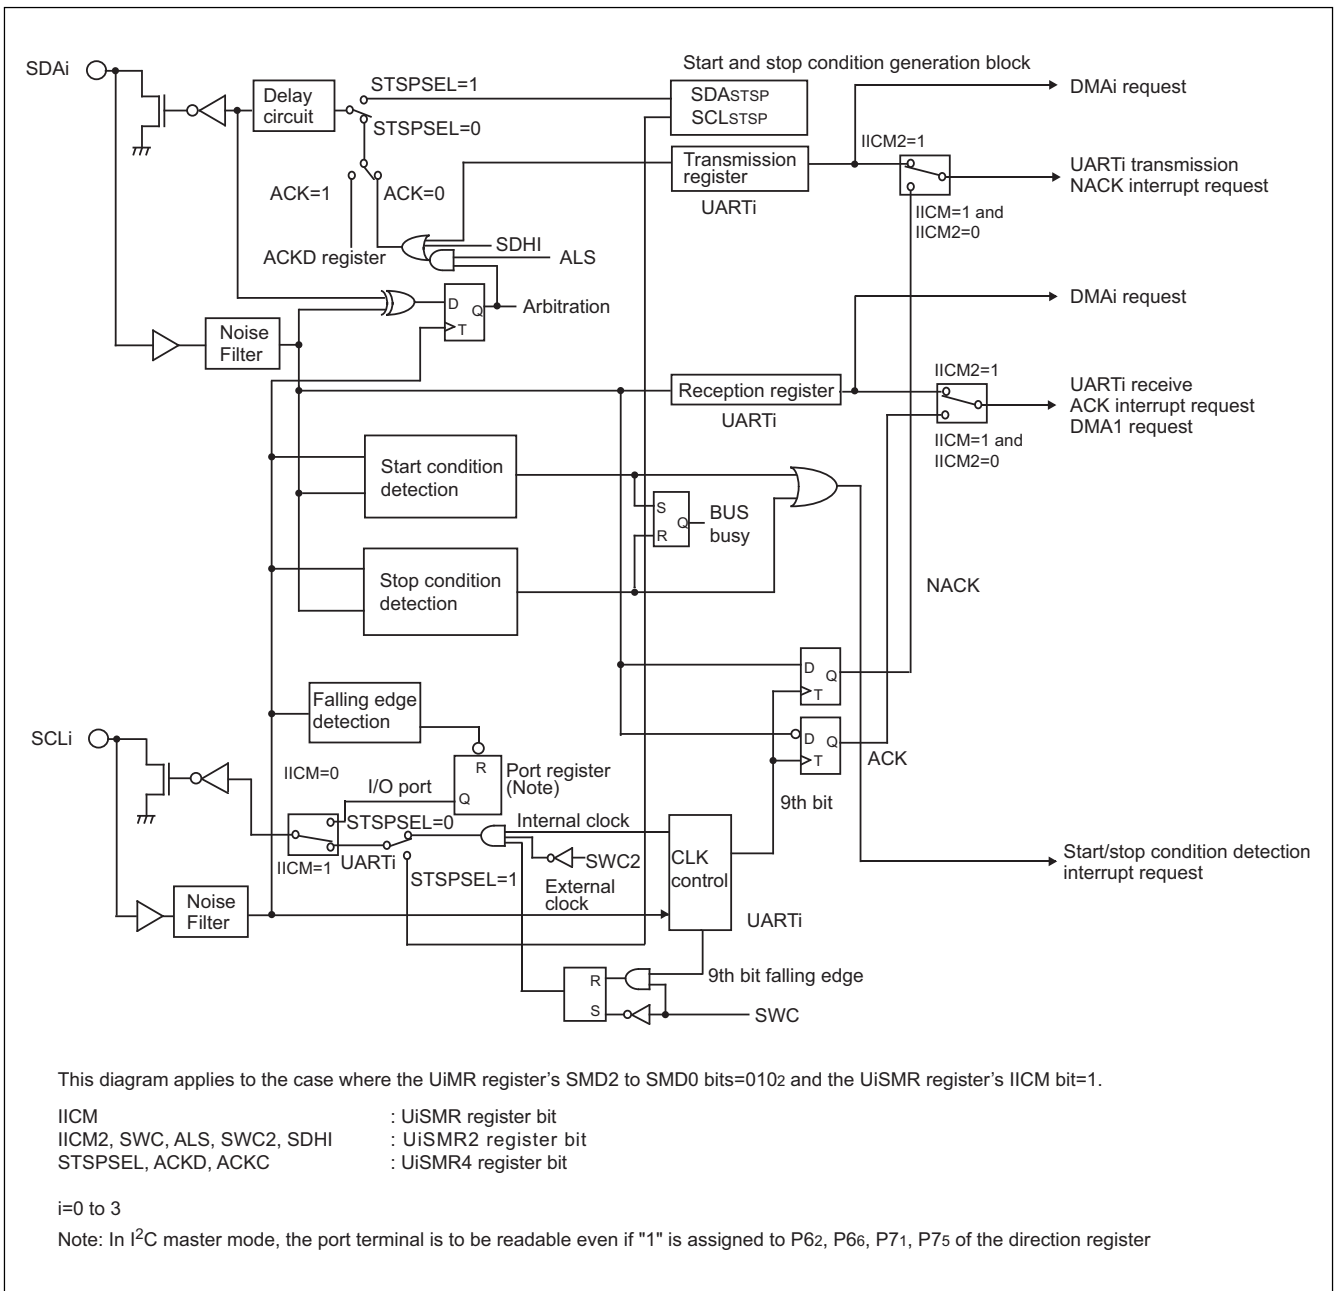 Start and stop condition generation block
SDAi
STSPSEL=1
Delay
circuit
SDASTSP
SCLSTSP
DMAi request
STSPSEL=0
IICM2=1
Transmission
register
UARTi
UARTi transmission
NACK interrupt request
ACK=1
ACK=0
IICM=1 and
IICM2=0
ACKD register
SDHI
ALS
D
Q
T
Arbitration
DMAi request
Noise
Filter
IICM2=1
Reception register
UARTi
UARTi receive
ACK interrupt request
DMA1 request
IICM=1 and
IICM2=0
Start condition
detection
S
R
Q
BUS
busy
Stop condition
detection
NACK
D
Q
T
Falling edge
detection
SCLi
D
Q
T
ACK
R
Q
Port register
(Note)
IICM=0
I/O port
9th bit
STSPSEL=0
Internal clock
IICM=1
UARTi
SWC2
CLK
control
Start/stop condition detection
interrupt request
STSPSEL=1
External
clock
Noise
Filter
UARTi
R
S
9th bit falling edge
SWC
This diagram applies to the case where the UiMR register's SMD2 to SMD0 bits=0102 and the UiSMR register's IICM bit=1.
IICM : UiSMR register bit
IICM2, SWC, ALS, SWC2, SDHI : UiSMR2 register bit
STSPSEL, ACKD, ACKC : UiSMR4 register bit
i=0 to 3
Note: In I2C master mode, the port terminal is to be readable even if "1" is assigned to P62, P66, P71, P75 of the direction register